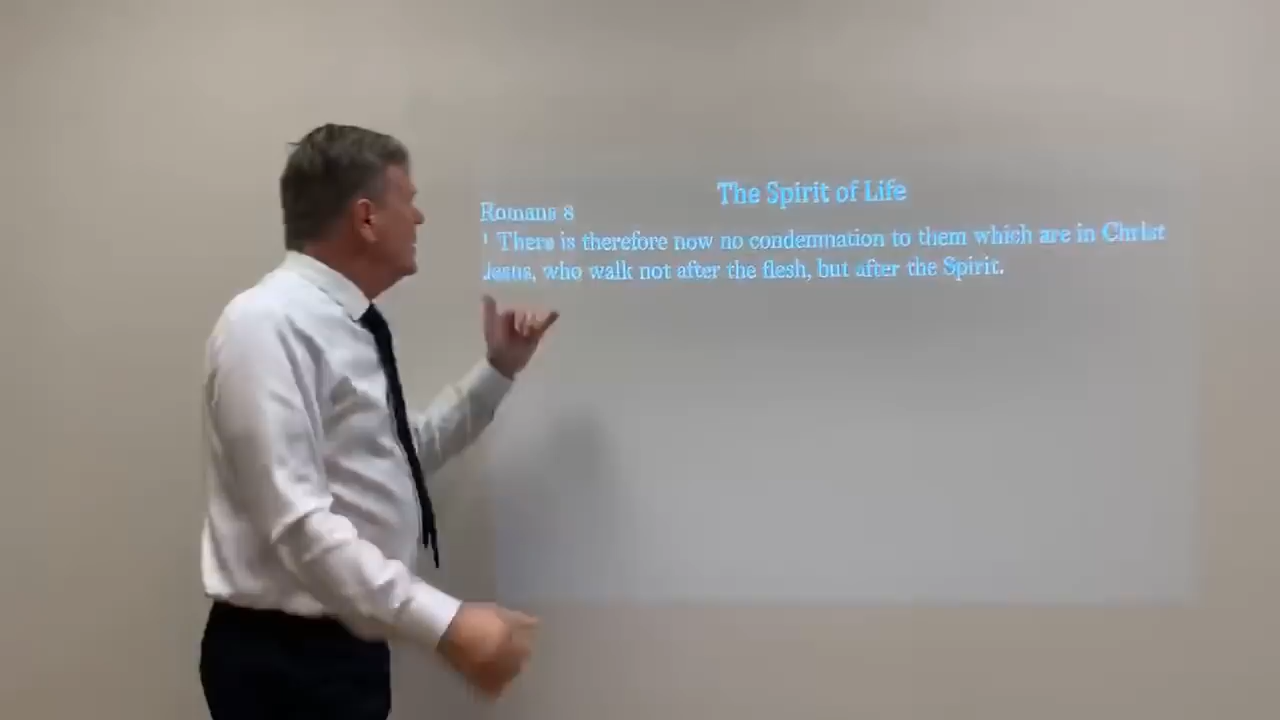 The Spirit of Life
Romans 8
1 There is therefore now no condemnation to them which are in Christ
Jesus, who walk not after the flesh, but after the Spirit.